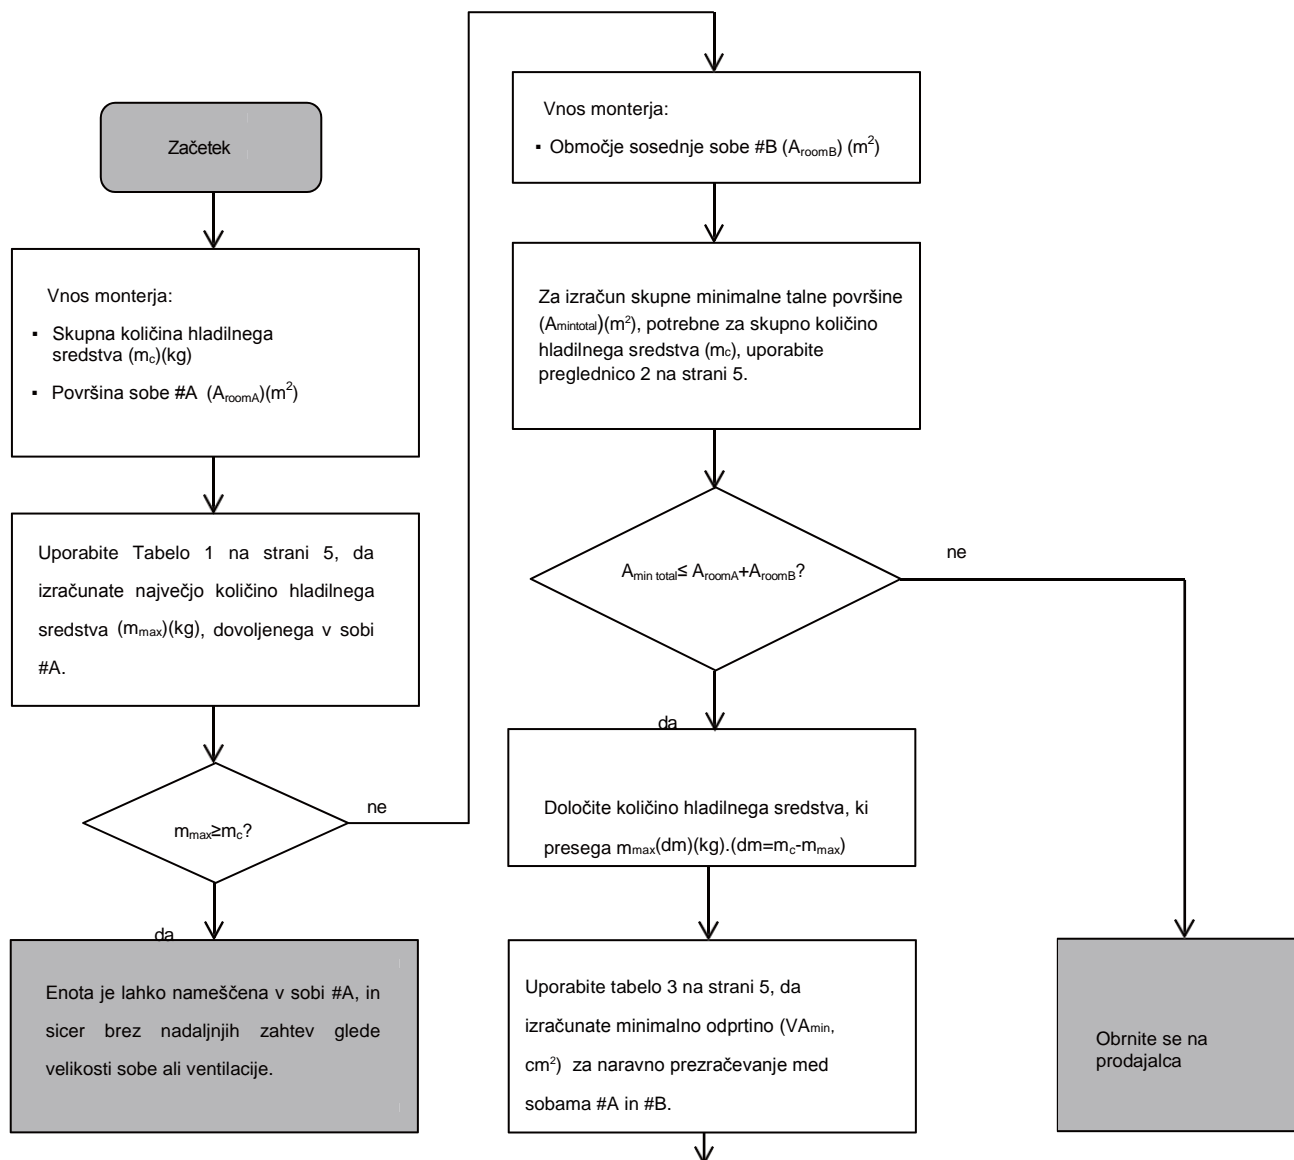 Začetek
Vnos monterja:
▪ Skupna količina hladilnega
sredstva (mc)(kg)
▪ Površina sobe #A (AroomA)(m²)
Uporabite Tabelo 1 na strani 5, da
izračunate največjo količino hladilnega
sredstva (mmax)(kg), dovoljenega v sobi
#A.
mmax≥mc?
ne
da
Enota je lahko nameščena v sobi #A, in
sicer brez nadaljnjih zahtev glede
velikosti sobe ali ventilacije.
Vnos monterja:
▪ Območje sosednje sobe #B (AroomB) (m²)
Za izračun skupne minimalne talne površine
(Amintotal)(m²), potrebne za skupno količino
hladilnega sredstva (mc), uporabite
preglednico 2 na strani 5.
Amin total≤ AroomA+AroomB?
ne
da
Določite količino hladilnega sredstva, ki
presega mmax(dm)(kg).(dm=mc-mmax)
Uporabite tabelo 3 na strani 5, da
izračunate minimalno odprtino (VAmin,
cm²) za naravno prezračevanje med
sobama #A in #B.
Obrnite se na
prodajalca